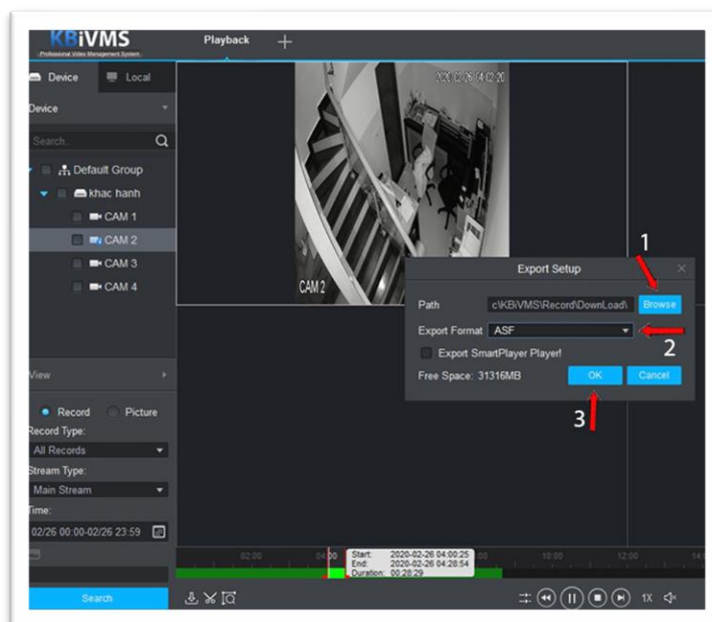 KBiVMS
Professional Video Management System
Playback
Device
Local
Device
Search..
Default Group
khac hanh
CAM 1
CAM 2
CAM 3
CAM 4
View
Record
Picture
Record Type:
All Records
Stream Type:
Main Stream
Time:
02/26 00:00-02/26 23:59
Search
2020-02-26 04:02:20
CAM 2
1
Export Setup
Path
c\KBiVMS\Record\DownLoad\
Browse
Export Format
ASF
2
Export SmartPlayer Player!
Free Space: 31316MB
OK
Cancel
3
02:00
04:00
10:00
12:00
Start: 2020-02-26 04:00:25
End: 2020-02-26 04:28:54
Duration: 00:28:29
1X